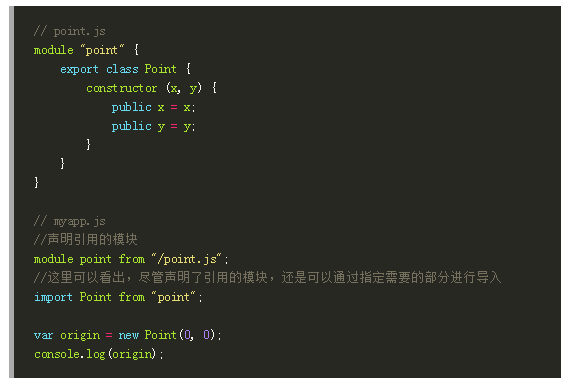 // point.js
module "point" {
    export class Point {
        constructor (x, y) {
            public x = x;
            public y = y;
        }
    }
}
// myapp.js
//声明引用的模块
module point from "/point.js";
//这里可以看出，尽管声明了引用的模块，还是可以通过指定需要的部分进行导入
import Point from "point";
var origin = new Point(0, 0);
console.log(origin);